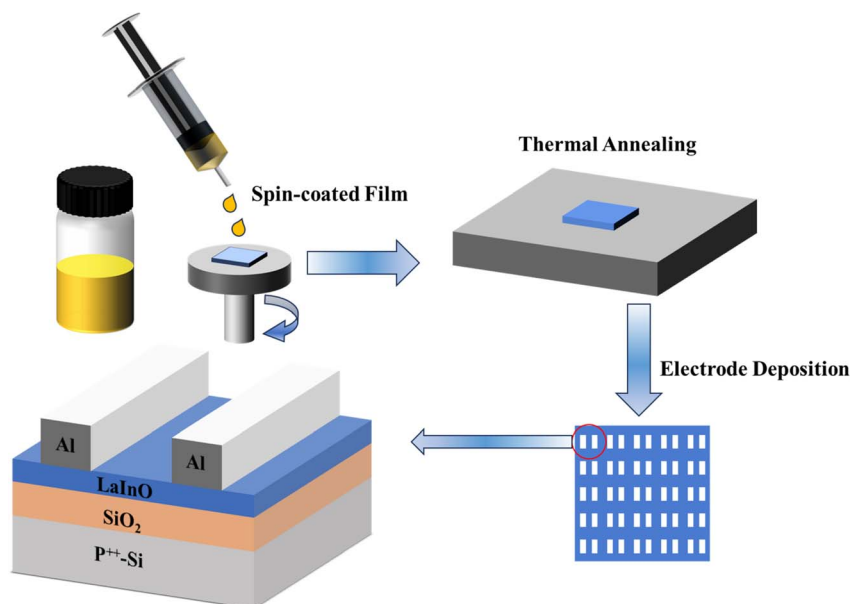 Thermal Annealing
Spin-coated Film
Electrode Deposition
Al
Al
LaInO
SiO₂
P⁺⁺-Si